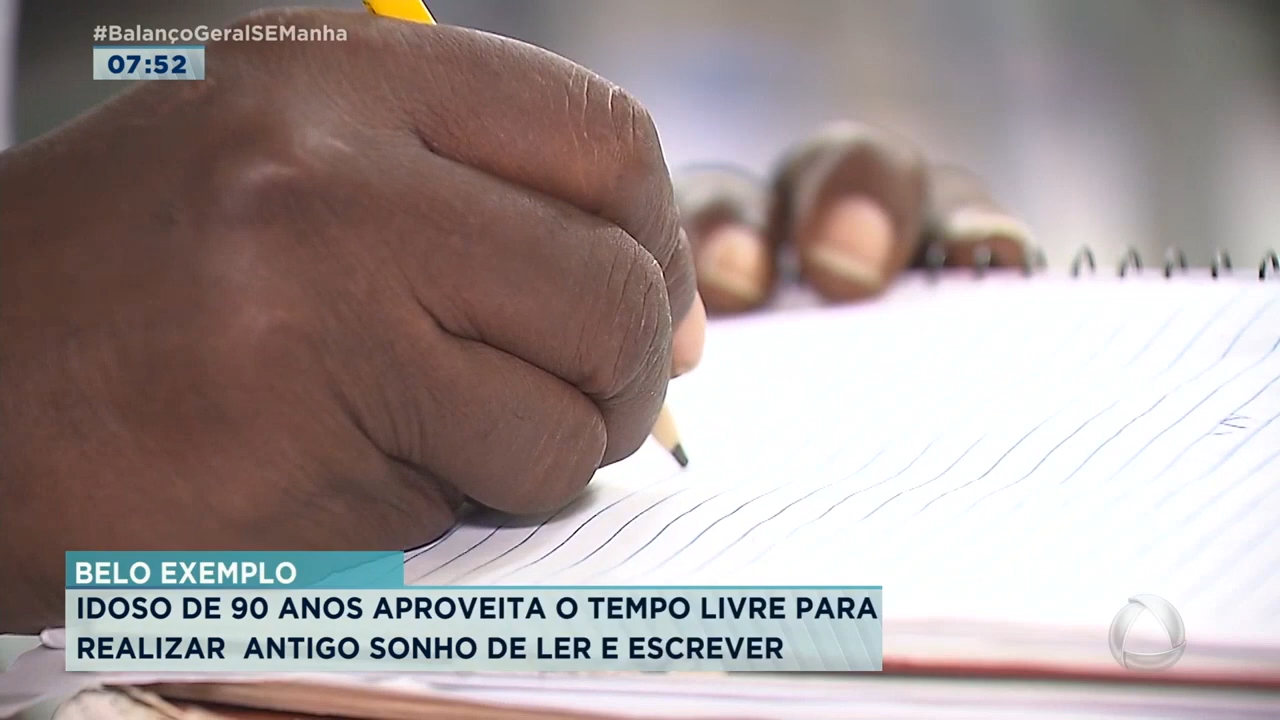 #BalançoGeralSEManha
07:52
BELO EXEMPLO
IDOSO DE 90 ANOS APROVEITA O TEMPO LIVRE PARA
REALIZAR ANTIGO SONHO DE LER E ESCREVER